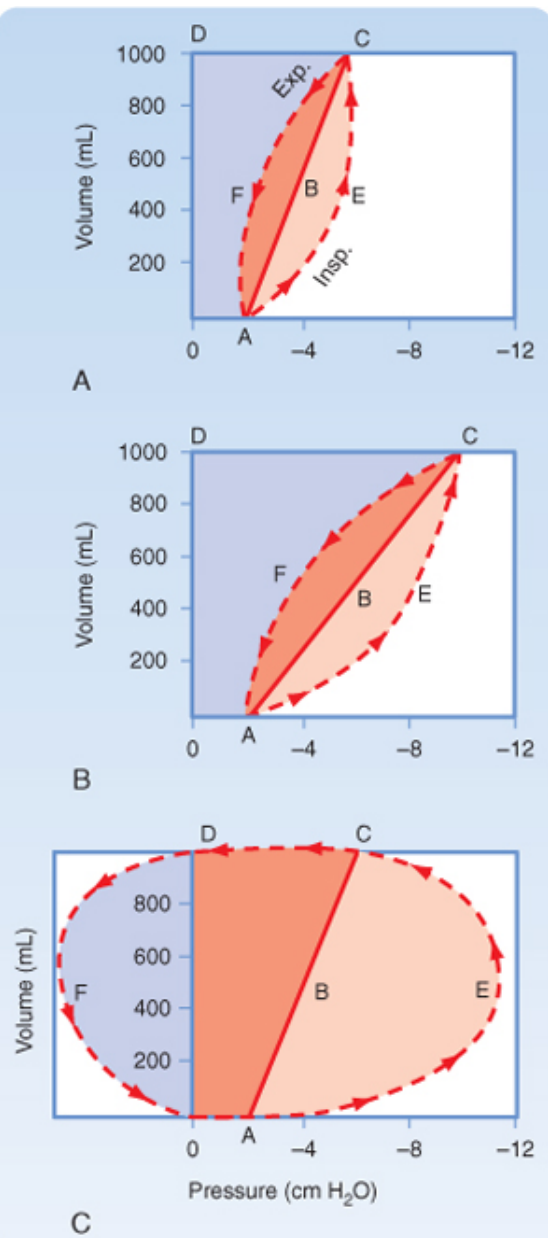 D C
1000
Exp.
800
Volume (mL)
600
F B E
400
Insp.
200
A
0 –4 –8 –12
A
D C
1000
800
Volume (mL)
600
F
B E
400
200
A
0 –4 –8 –12
B
D C
800
Volume (mL)
600
F B E
400
200
A
0 –4 –8 –12
Pressure (cm H₂O)
C